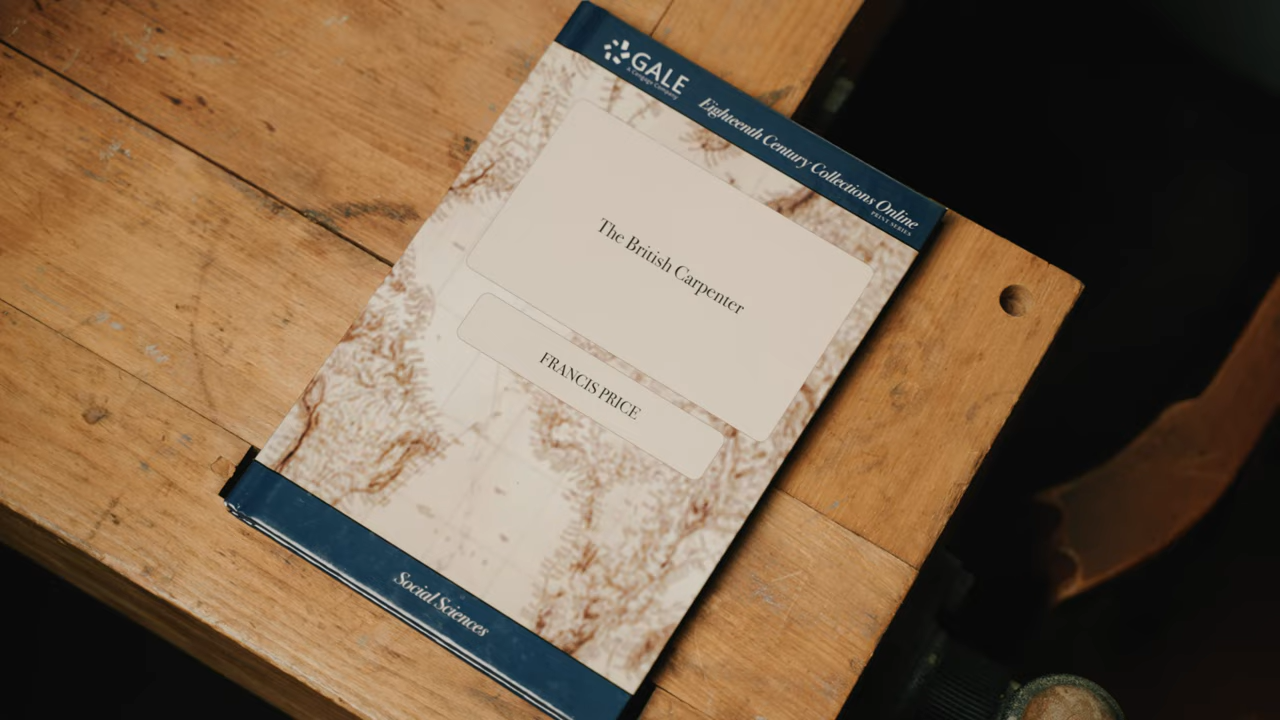 GALE
a Cengage Company
Eighteenth Century Collections Online
PRINT SERIES
The British Carpenter
FRANCIS PRICE
Social Sciences